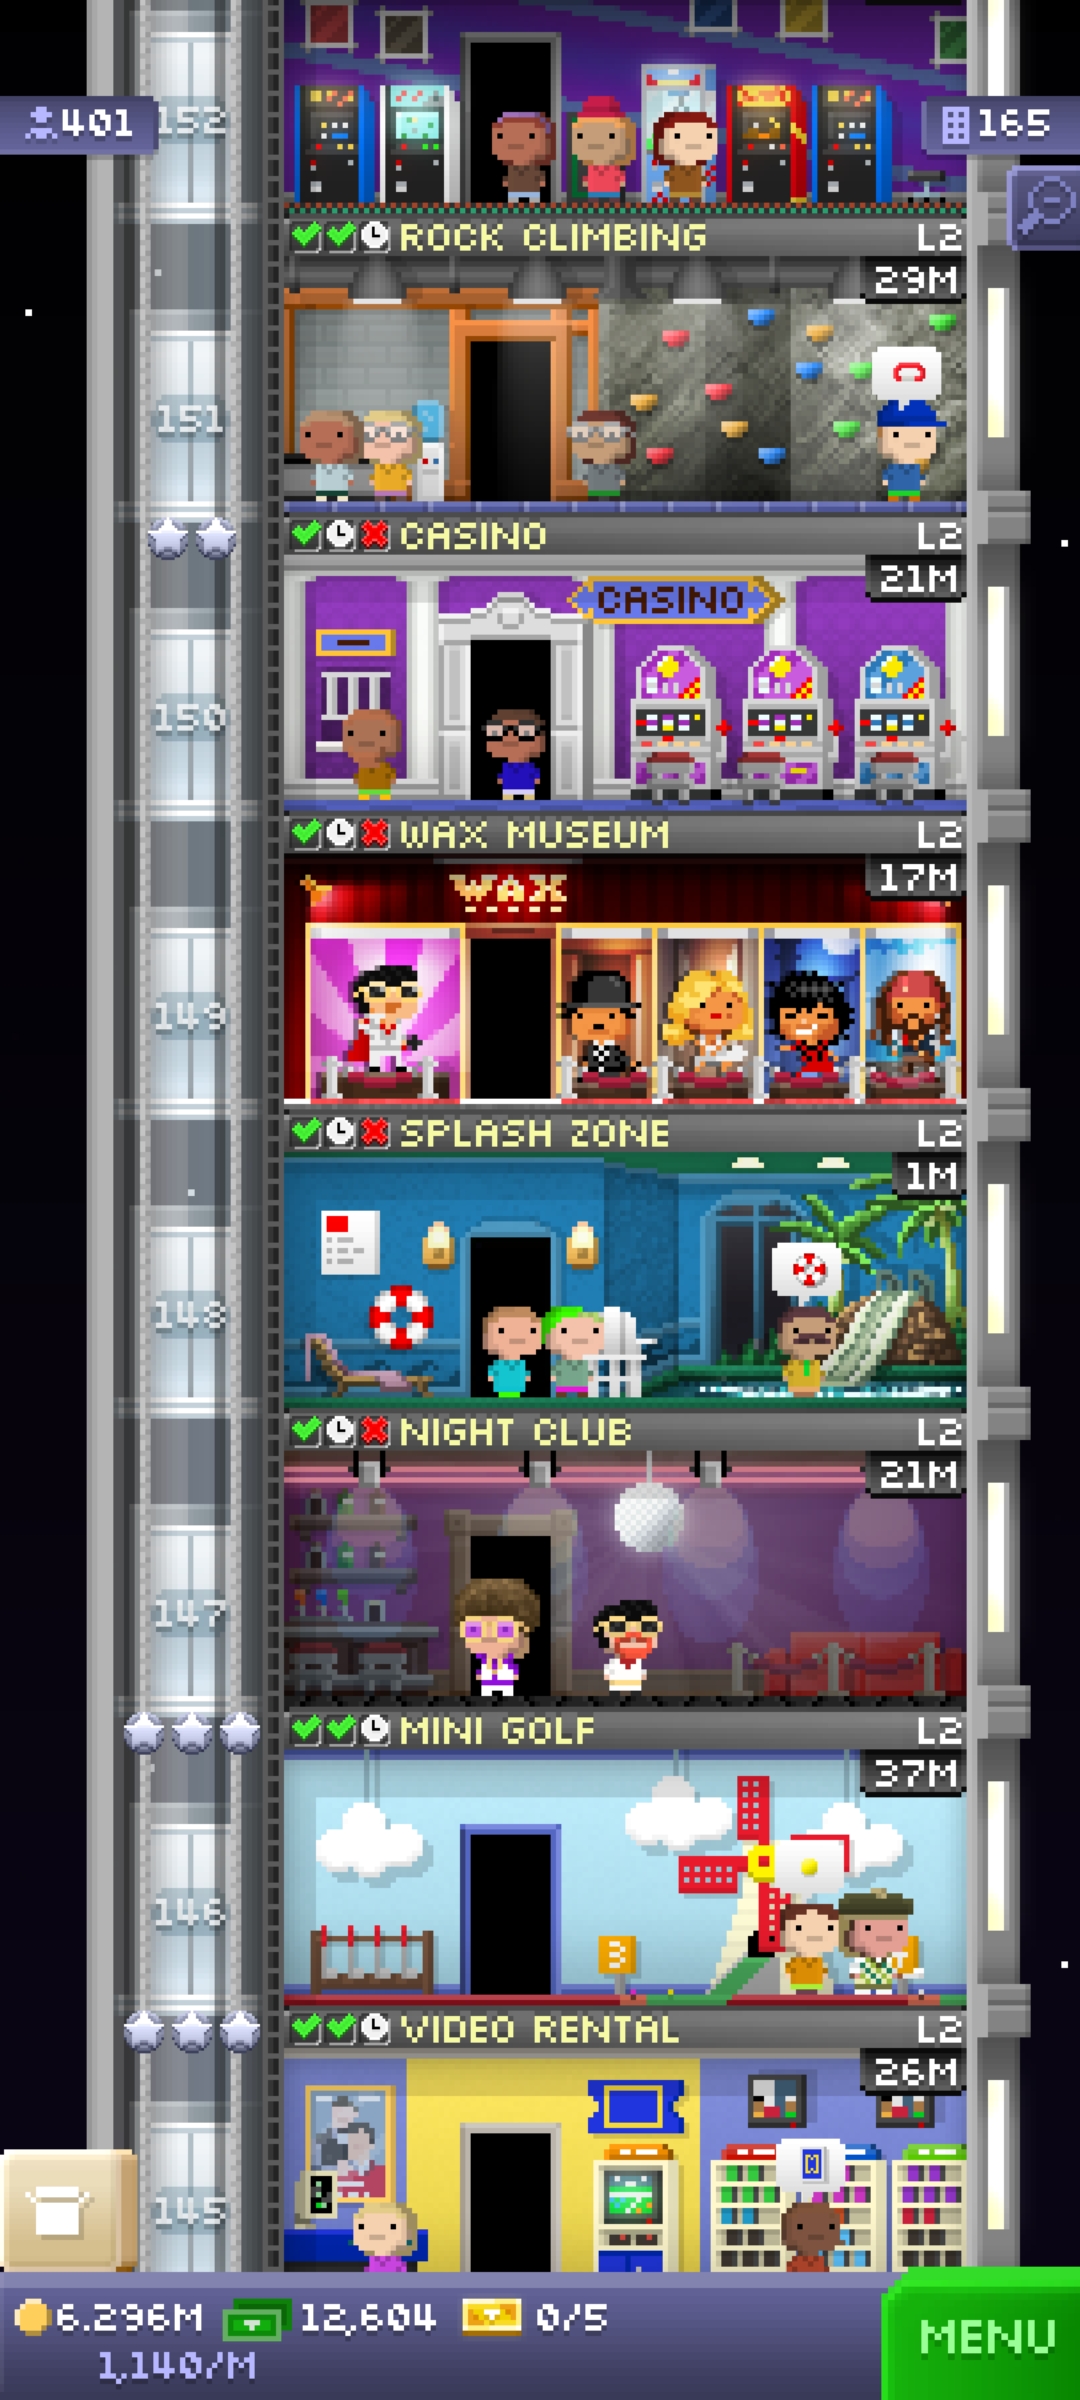 152
401
165
ROCK CLIMBING L2
29M
151
CASINO L2
21M
CASINO
150
WAX MUSEUM L2
17M
WAX
149
SPLASH ZONE L2
1M
148
NIGHT CLUB L2
21M
147
MINI GOLF L2
37M
146
3
VIDEO RENTAL L2
26M
145
6.296M 12,604 0/5
1,140/M
MENU